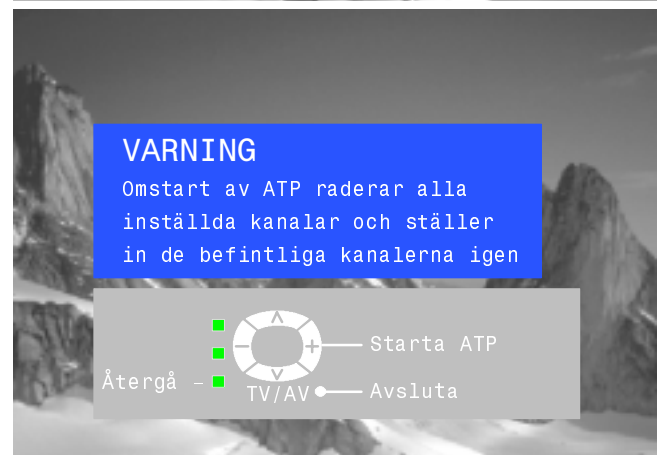 VARNING
Omstart av ATP raderar alla
inställda kanalar och ställer
in de befintliga kanalerna igen
Starta ATP
Återgå
TV/AV
Avsluta